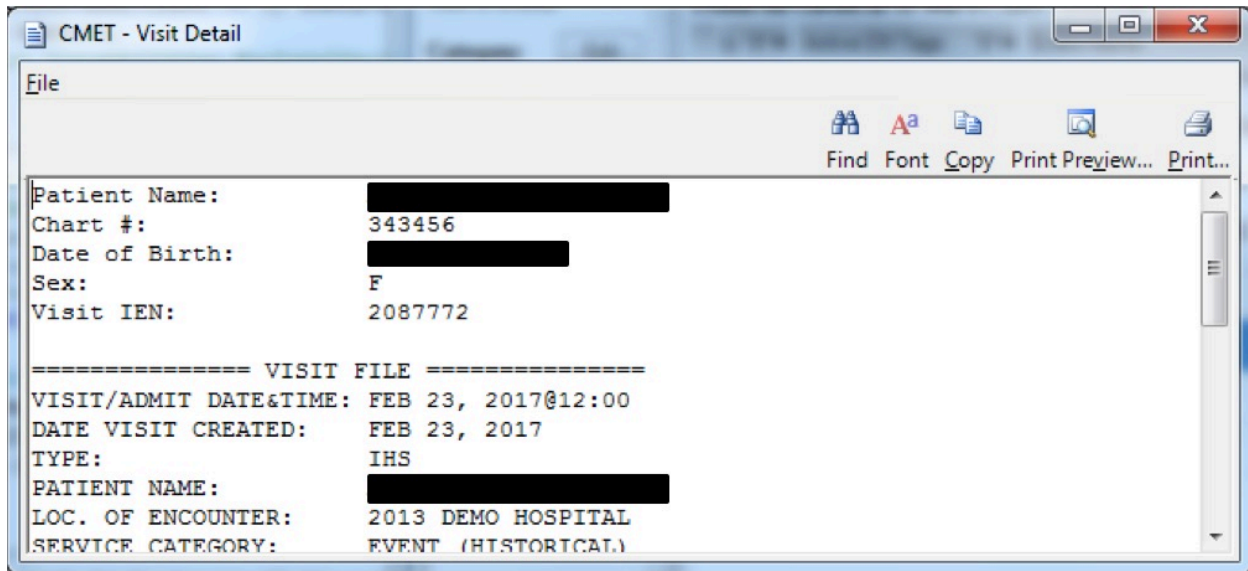 CMET - Visit Detail
File
Find Font Copy Print Preview... Print...
Patient Name:
Chart #: 343456
Date of Birth:
Sex: F
Visit IEN: 2087772
=============== VISIT FILE ===============
VISIT/ADMIT DATE&TIME: FEB 23, 2017@12:00
DATE VISIT CREATED: FEB 23, 2017
TYPE: IHS
PATIENT NAME:
LOC. OF ENCOUNTER: 2013 DEMO HOSPITAL
SERVICE CATEGORY: EVENT (HISTORICAL)